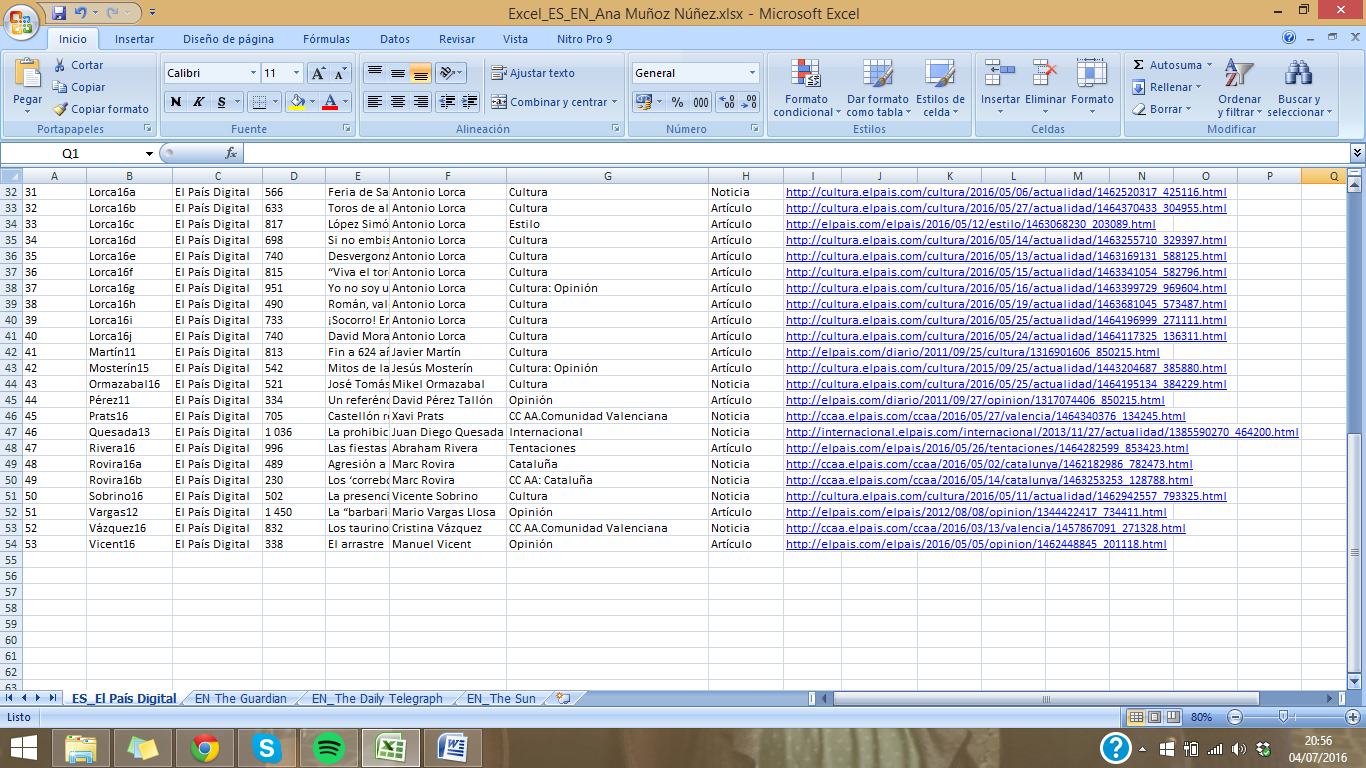 Excel_ES_EN_Ana Muñoz Núñez.xlsx - Microsoft Excel
Inicio Insertar Diseño de página Fórmulas Datos Revisar Vista Nitro Pro 9
Pegar Cortar Copiar Copiar formato
Calibri 11
N K S
Ajustar texto
Combinar y centrar
General
% 000
Formato condicional Dar formato como tabla Estilos de celda
Insertar Eliminar Formato
Autosuma Rellenar Borrar
Ordenar y filtrar Buscar y seleccionar
Portapapeles Fuente Alineación Número Estilos Celdas Modificar
Q1 fx
A B C D E F G H I J K L M N O P Q
32 31 Lorca16a El País Digital 566 Feria de Sa Antonio Lorca Cultura Noticia http://cultura.elpais.com/cultura/2016/05/06/actualidad/1462520317_425116.html
33 32 Lorca16b El País Digital 633 Toros de al Antonio Lorca Cultura Artículo http://cultura.elpais.com/cultura/2016/05/27/actualidad/1464370433_304955.html
34 33 Lorca16c El País Digital 817 López Simó Antonio Lorca Estilo Artículo http://elpais.com/elpais/2016/05/12/estilo/1463068230_203089.html
35 34 Lorca16d El País Digital 698 Si no embis Antonio Lorca Cultura Artículo http://cultura.elpais.com/cultura/2016/05/14/actualidad/1463255710_329397.html
36 35 Lorca16e El País Digital 740 Desvergonz Antonio Lorca Cultura Artículo http://cultura.elpais.com/cultura/2016/05/13/actualidad/1463169131_588125.html
37 36 Lorca16f El País Digital 815 “Viva el tor Antonio Lorca Cultura Artículo http://cultura.elpais.com/cultura/2016/05/15/actualidad/1463341054_582796.html
38 37 Lorca16g El País Digital 951 Yo no soy u Antonio Lorca Cultura: Opinión Artículo http://cultura.elpais.com/cultura/2016/05/16/actualidad/1463399729_969604.html
39 38 Lorca16h El País Digital 490 Román, val Antonio Lorca Cultura Artículo http://cultura.elpais.com/cultura/2016/05/19/actualidad/1463681045_573487.html
40 39 Lorca16i El País Digital 733 ¡Socorro! Er Antonio Lorca Cultura Artículo http://cultura.elpais.com/cultura/2016/05/25/actualidad/1464196999_271111.html
41 40 Lorca16j El País Digital 740 David Mora Antonio Lorca Cultura Artículo http://cultura.elpais.com/cultura/2016/05/24/actualidad/1464117325_136311.html
42 41 Martín11 El País Digital 813 Fin a 624 añ Javier Martín Cultura Artículo http://elpais.com/diario/2011/09/25/cultura/1316901606_850215.html
43 42 Mosterín15 El País Digital 542 Mitos de la Jesús Mosterín Cultura: Opinión Artículo http://cultura.elpais.com/cultura/2015/09/25/actualidad/1443204687_385880.html
44 43 Ormazabal16 El País Digital 521 José Tomás Mikel Ormazabal Cultura Noticia http://cultura.elpais.com/cultura/2016/05/25/actualidad/1464195134_384229.html
45 44 Pérez11 El País Digital 334 Un referénd David Pérez Tallón Opinión Artículo http://elpais.com/diario/2011/09/27/opinion/1317074406_850215.html
46 45 Prats16 El País Digital 705 Castellón re Xavi Prats CC AA.Comunidad Valenciana Noticia http://ccaa.elpais.com/ccaa/2016/05/27/valencia/1464340376_134245.html
47 46 Quesada13 El País Digital 1 036 La prohibic Juan Diego Quesada Internacional Noticia http://internacional.elpais.com/internacional/2013/11/27/actualidad/1385590270_464200.html
48 47 Rivera16 El País Digital 996 Las fiestas Abraham Rivera Tentaciones Artículo http://elpais.com/elpais/2016/05/26/tentaciones/1464282599_853423.html
49 48 Rovira16a El País Digital 489 Agresión a Marc Rovira Cataluña Noticia http://ccaa.elpais.com/ccaa/2016/05/02/catalunya/1462182986_782473.html
50 49 Rovira16b El País Digital 230 Los ‘correbo Marc Rovira CC AA: Cataluña Noticia http://ccaa.elpais.com/ccaa/2016/05/14/catalunya/1463253253_128788.html
51 50 Sobrino16 El País Digital 502 La presenci Vicente Sobrino Cultura Noticia http://cultura.elpais.com/cultura/2016/05/11/actualidad/1462942557_793325.html
52 51 Vargas12 El País Digital 1 450 La “barbari Mario Vargas Llosa Opinión Artículo http://elpais.com/elpais/2012/08/08/opinion/1344422417_734411.html
53 52 Vázquez16 El País Digital 832 Los taurino Cristina Vázquez CC AA.Comunidad Valenciana Noticia http://ccaa.elpais.com/ccaa/2016/03/13/valencia/1457867091_271328.html
54 53 Vicent16 El País Digital 338 El arrastre Manuel Vicent Opinión Artículo http://elpais.com/elpais/2016/05/05/opinion/1462448845_201118.html
55
56
57
58
59
60
61
62
63
ES_El País Digital EN The Guardian EN_The Daily Telegraph EN_The Sun
Listo 80%
20:56
04/07/2016